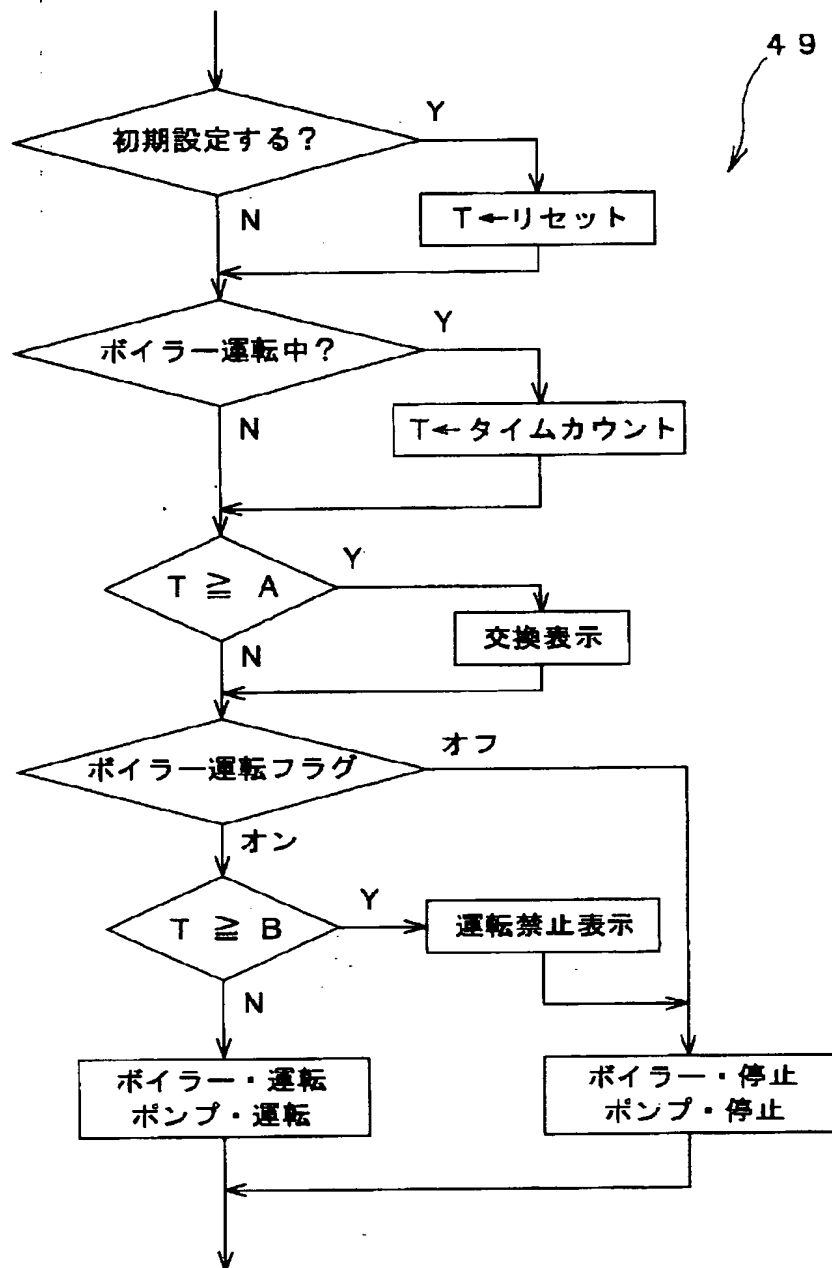 49
初期設定する?
Y
N
T←リセット
ボイラー運転中?
Y
N
T←タイムカウント
T ≧ A
Y
N
交換表示
ボイラー運転フラグ
オフ
オン
T ≧ B
Y
運転禁止表示
N
ボイラー・運転
ポンプ・運転
ボイラー・停止
ポンプ・停止